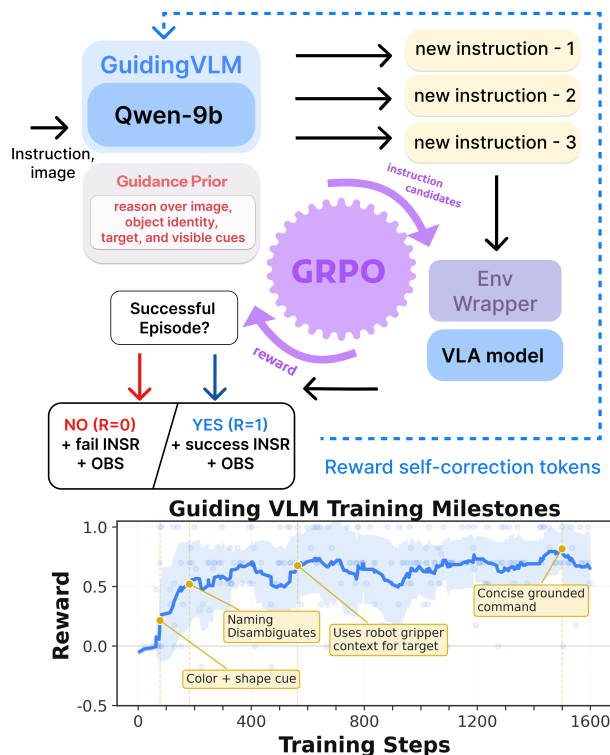 GuidingVLM
Qwen-9b
Instruction,
image
Guidance Prior
reason over image,
object identity,
target, and visible cues
new instruction - 1
new instruction - 2
new instruction - 3
instruction
candidates
GRPO
reward
Env
Wrapper
VLA model
Successful
Episode?
NO (R=0)
+ fail INSR
+ OBS
YES (R=1)
+ success INSR
+ OBS
Reward self-correction tokens
Guiding VLM Training Milestones
Reward
1.0
0.5
0.0
-0.5
Color + shape cue
Naming
Disambiguates
Uses robot gripper
context for target
Concise grounded
command
0
400
800
1200
1600
Training Steps